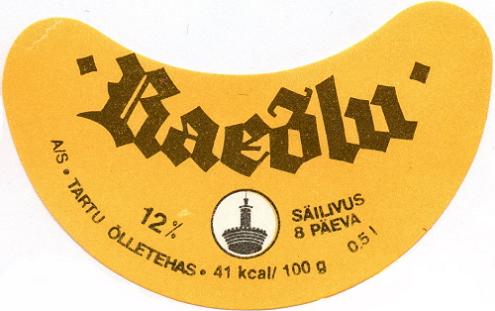 · Raeõlu ·
12%
SÄILIVUS
8 PÄEVA
A/S · TARTU ÕLLETEHAS · 41 kcal/ 100 g 0,5 l